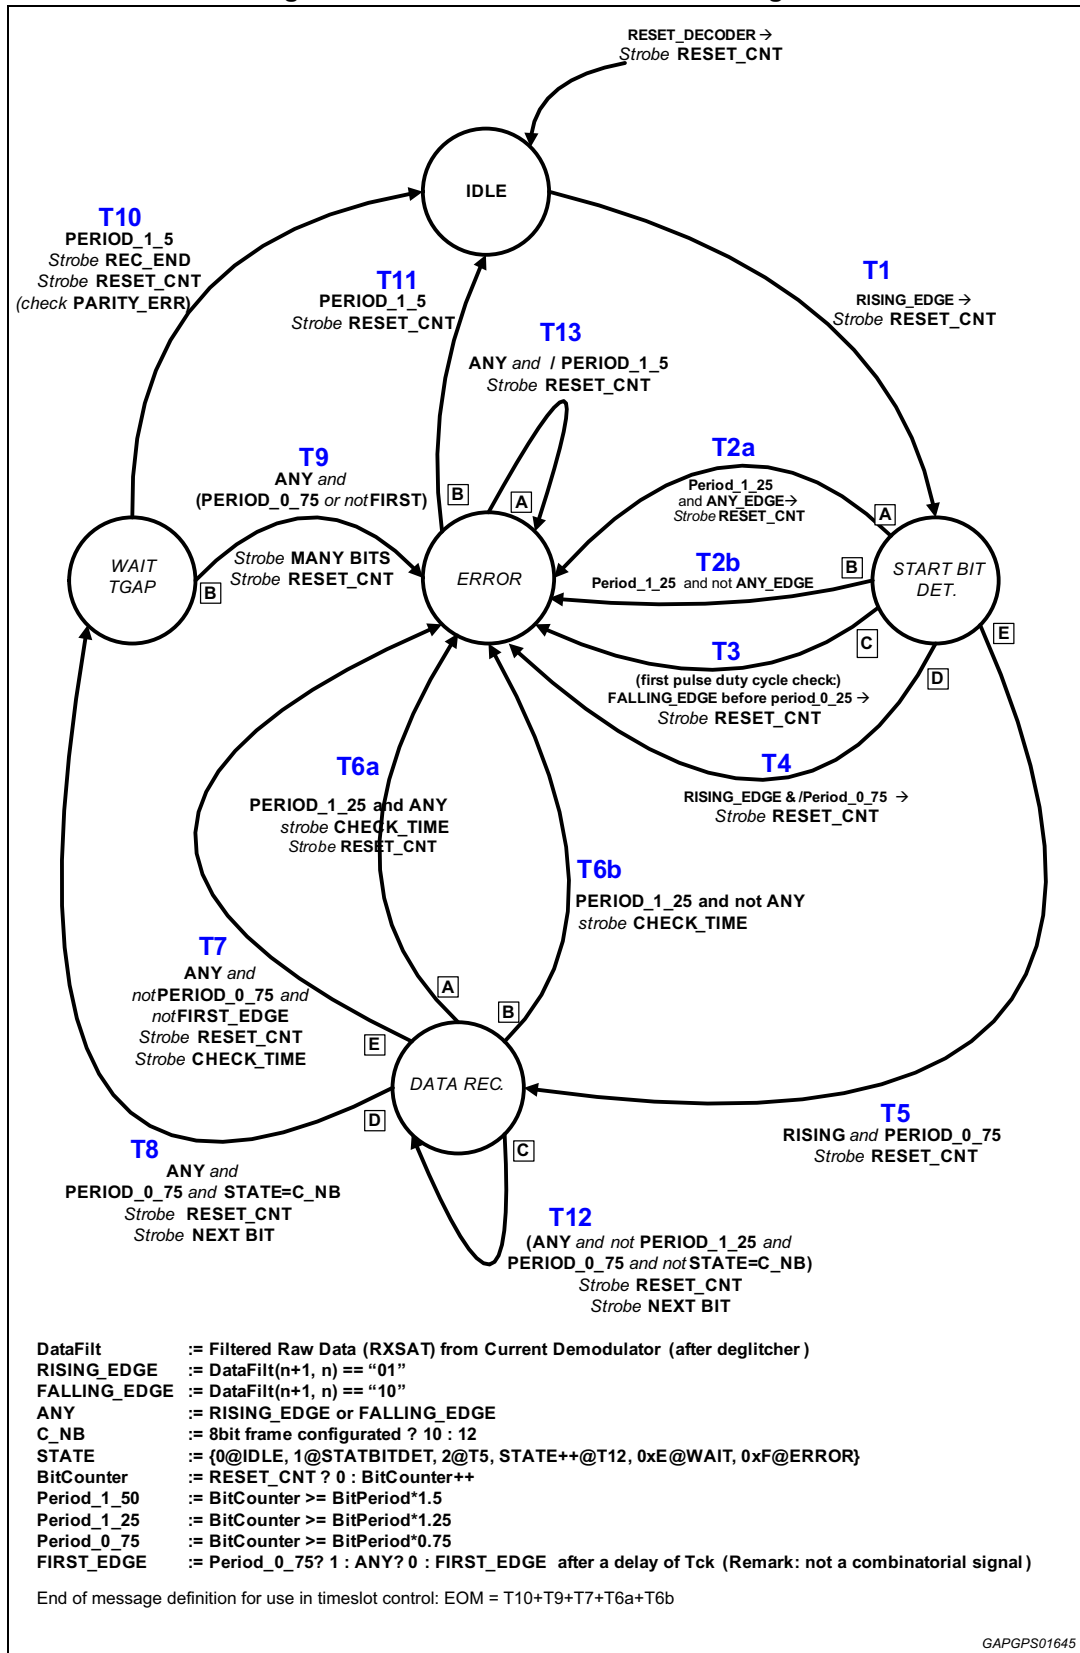 RESET_DECODER →
Strobe RESET_CNT
IDLE
T10
PERIOD_1_5
Strobe REC_END
Strobe RESET_CNT
(check PARITY_ERR)
T11
PERIOD_1_5
Strobe RESET_CNT
T13
ANY and / PERIOD_1_5
Strobe RESET_CNT
T1
RISING_EDGE →
Strobe RESET_CNT
T9
ANY and
(PERIOD_0_75 or not FIRST)
Strobe MANY BITS
Strobe RESET_CNT
B
A
T2a
Period_1_25
and ANY_EDGE→
Strobe RESET_CNT
A
T2b
Period_1_25 and not ANY_EDGE
B
WAIT
TGAP
B
ERROR
START BIT
DET.
C
E
D
T3
(first pulse duty cycle check:)
FALLING_EDGE before period_0_25 →
Strobe RESET_CNT
T4
RISING_EDGE & /Period_0_75 →
Strobe RESET_CNT
T6a
PERIOD_1_25 and ANY
strobe CHECK_TIME
Strobe RESET_CNT
T6b
PERIOD_1_25 and not ANY
strobe CHECK_TIME
T7
ANY and
not PERIOD_0_75 and
not FIRST_EDGE
Strobe RESET_CNT
Strobe CHECK_TIME
A
B
E
DATA REC.
D
C
T5
RISING and PERIOD_0_75
Strobe RESET_CNT
T8
ANY and
PERIOD_0_75 and STATE=C_NB
Strobe RESET_CNT
Strobe NEXT BIT
T12
(ANY and not PERIOD_1_25 and
PERIOD_0_75 and not STATE=C_NB)
Strobe RESET_CNT
Strobe NEXT BIT
DataFilt := Filtered Raw Data (RXSAT) from Current Demodulator (after deglitcher)
RISING_EDGE := DataFilt(n+1, n) == “01”
FALLING_EDGE := DataFilt(n+1, n) == “10”
ANY := RISING_EDGE or FALLING_EDGE
C_NB := 8bit frame configurated ? 10 : 12
STATE := {0@IDLE, 1@STATBITDET, 2@T5, STATE++@T12, 0xE@WAIT, 0xF@ERROR}
BitCounter := RESET_CNT ? 0 : BitCounter++
Period_1_50 := BitCounter >= BitPeriod*1.5
Period_1_25 := BitCounter >= BitPeriod*1.25
Period_0_75 := BitCounter >= BitPeriod*0.75
FIRST_EDGE := Period_0_75? 1 : ANY? 0 : FIRST_EDGE after a delay of Tck (Remark: not a combinatorial signal)
End of message definition for use in timeslot control: EOM = T10+T9+T7+T6a+T6b
GAPGPS01645